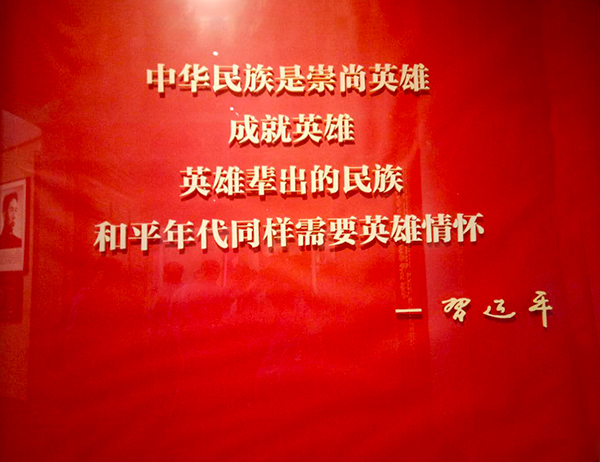 中华民族是崇尚英雄
成就英雄
英雄辈出的民族
和平年代同样需要英雄情怀
— 习近平